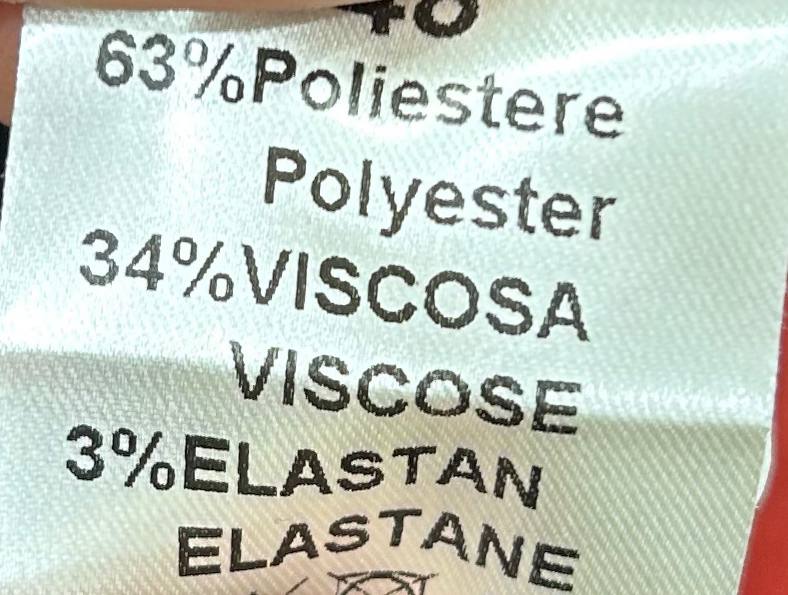 63%Poliestere
Polyester
34%VISCOSA
VISCOSE
3%ELASTAN
ELASTANE